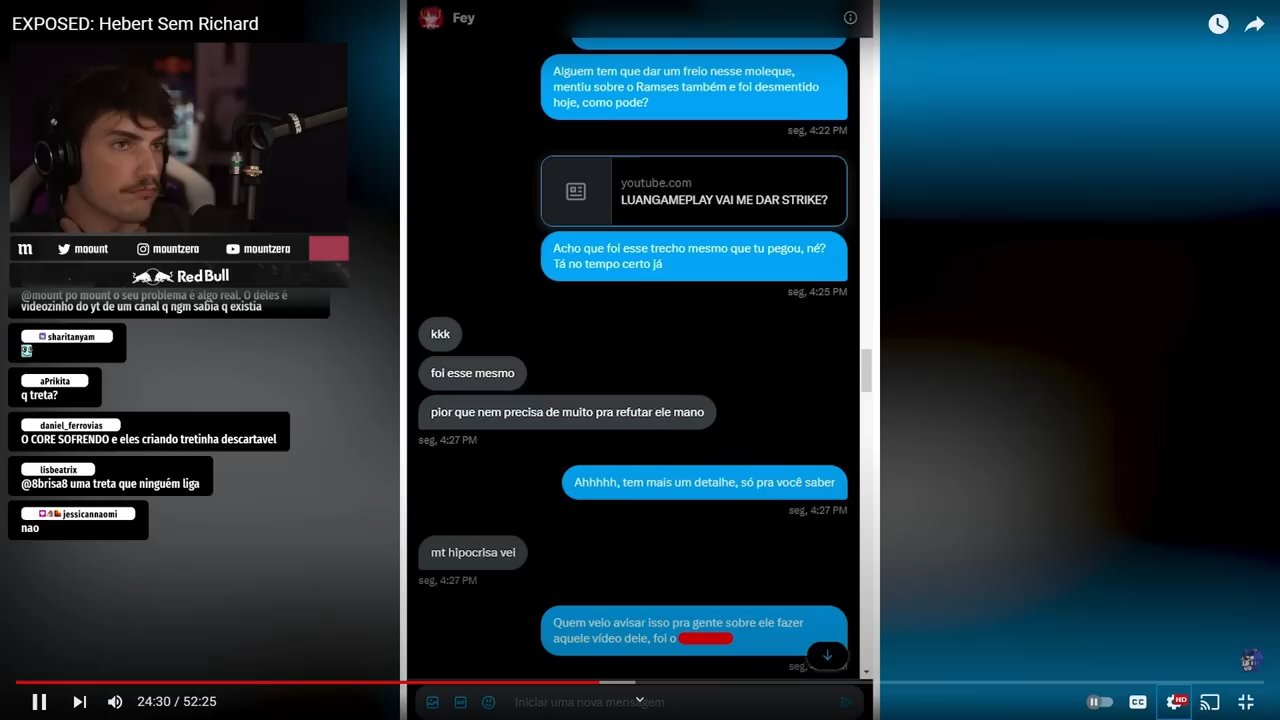 EXPOSED: Hebert Sem Richard
Fey
Alguem tem que dar um freio nesse moleque,
mentiu sobre o Ramses também e foi desmentido
hoje, como pode?
seg, 4:22 PM
youtube.com
LUANGAMEPLAY VAI ME DAR STRIKE?
Acho que foi esse trecho mesmo que tu pegou, né?
Tá no tempo certo já
seg, 4:25 PM
kkk
foi esse mesmo
pior que nem precisa de muito pra refutar ele mano
seg, 4:27 PM
Ahhhhh, tem mais um detalhe, só pra você saber
seg, 4:27 PM
mt hipocrisa vei
seg, 4:27 PM
Quem veio avisar isso pra gente sobre ele fazer
aquele vídeo dele, foi o
seg,
Iniciar uma nova mensagem
m moount mountzera mountzera
Red Bull
@mount po mount o seu problema e algo real. O deles é
videozinho do yt de um canal q ngm sabia q existia
sharitanyam
aPrikita
q treta?
daniel_ferrovias
O CORE SOFRENDO e eles criando tretinha descartavel
lisbeatrix
@8brisa8 uma treta que ninguém liga
jessicannaomi
nao
24:30 / 52:25
CC
HD